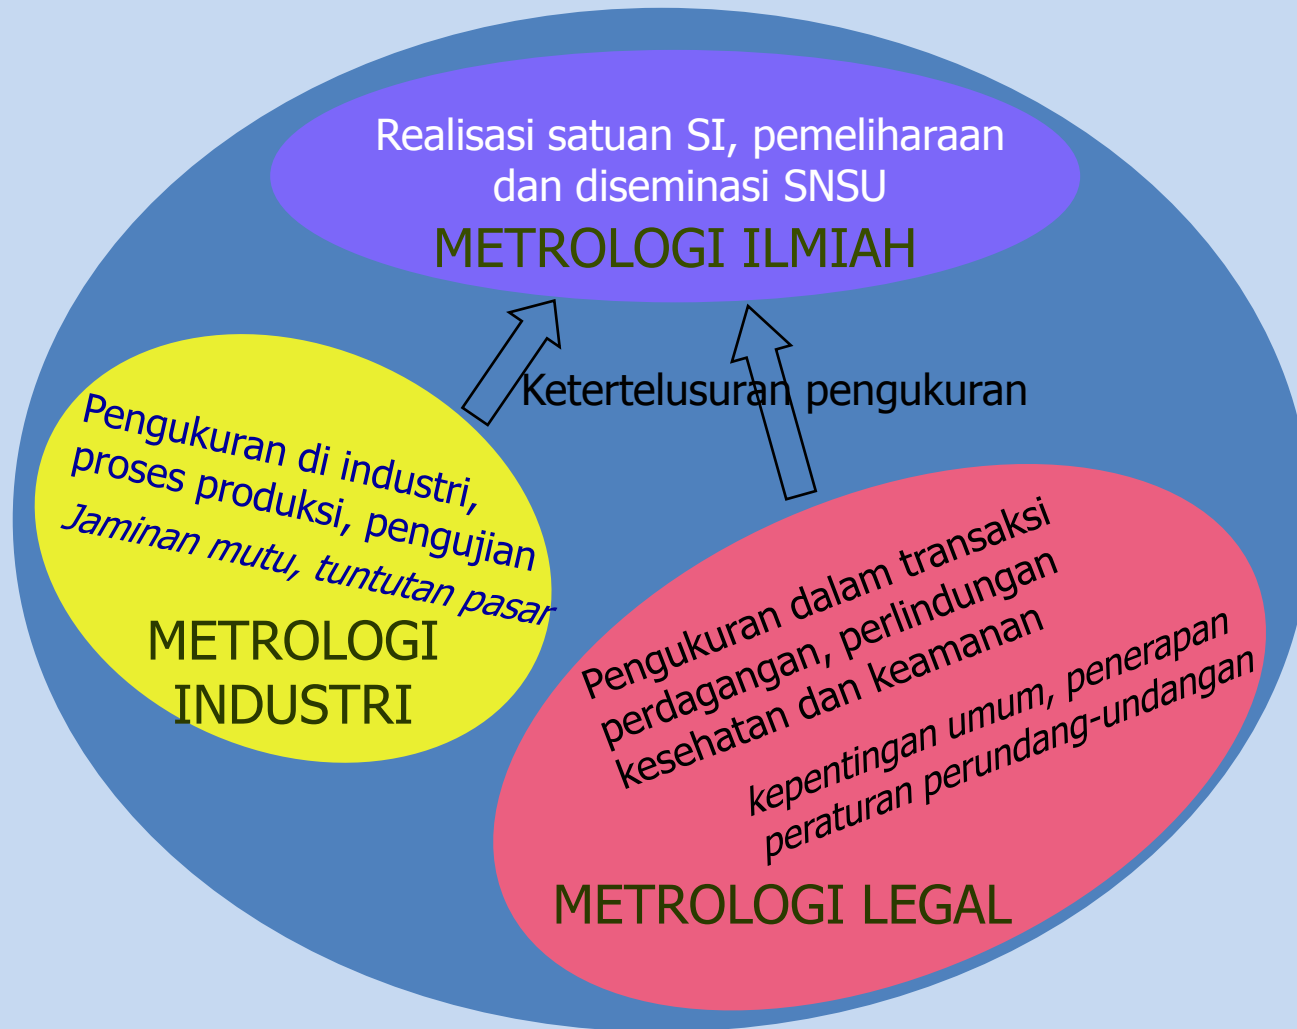 Realisasi satuan SI, pemeliharaan
dan diseminasi SNSU
METROLOGI ILMIAH
Ketertelusuran pengukuran
Pengukuran di industri,
proses produksi, pengujian
Jaminan mutu, tuntutan pasar
METROLOGI
INDUSTRI
Pengukuran dalam transaksi
perdagangan, perlindungan
kesehatan dan keamanan
kepentingan umum, penerapan
peraturan perundang-undangan
METROLOGI LEGAL